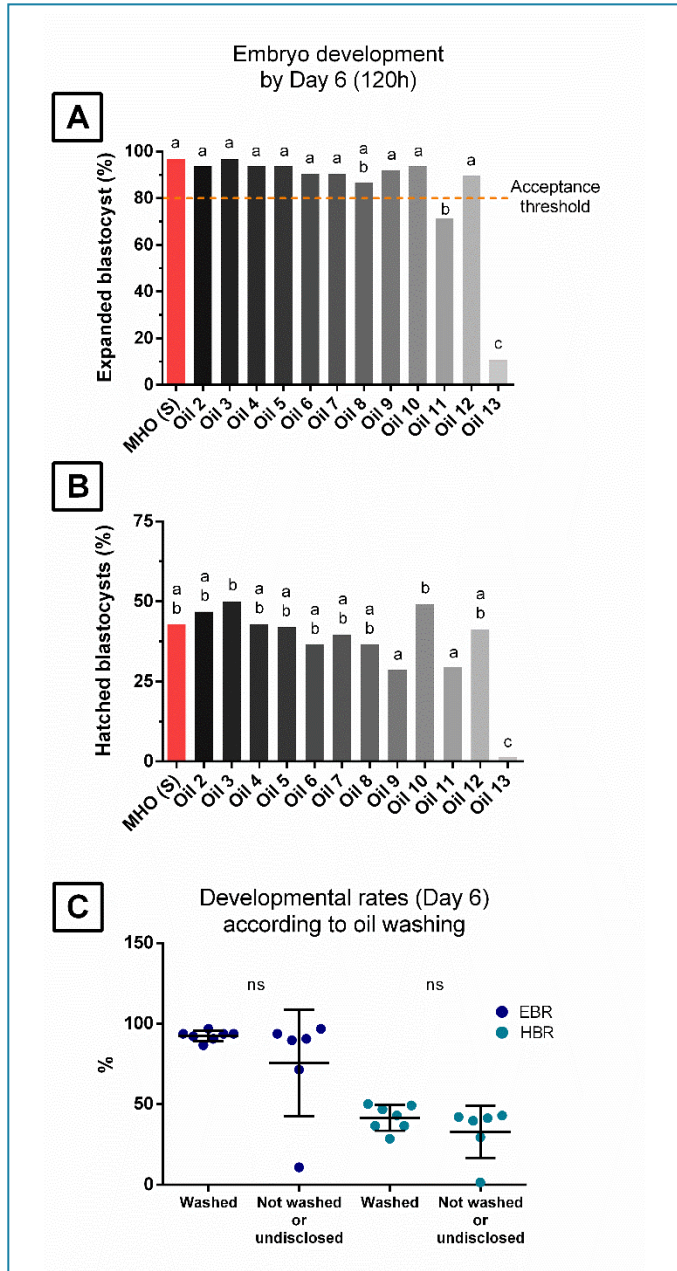 Embryo development
by Day 6 (120h)
A
Expanded blastocyst (%)
100
80
60
40
20
0
a a a a a a a a b a a b a c
Acceptance
threshold
MHO (S) Oil 2 Oil 3 Oil 4 Oil 5 Oil 6 Oil 7 Oil 8 Oil 9 Oil 10 Oil 11 Oil 12 Oil 13
B
Hatched blastocysts (%)
75
50
25
0
a b a b b a b a b a b a b a b a b a a b c
MHO (S) Oil 2 Oil 3 Oil 4 Oil 5 Oil 6 Oil 7 Oil 8 Oil 9 Oil 10 Oil 11 Oil 12 Oil 13
C
Developmental rates (Day 6)
according to oil washing
%
150
100
50
0
ns ns
EBR
HBR
Washed Not washed Washed Not washed
or or
undisclosed undisclosed